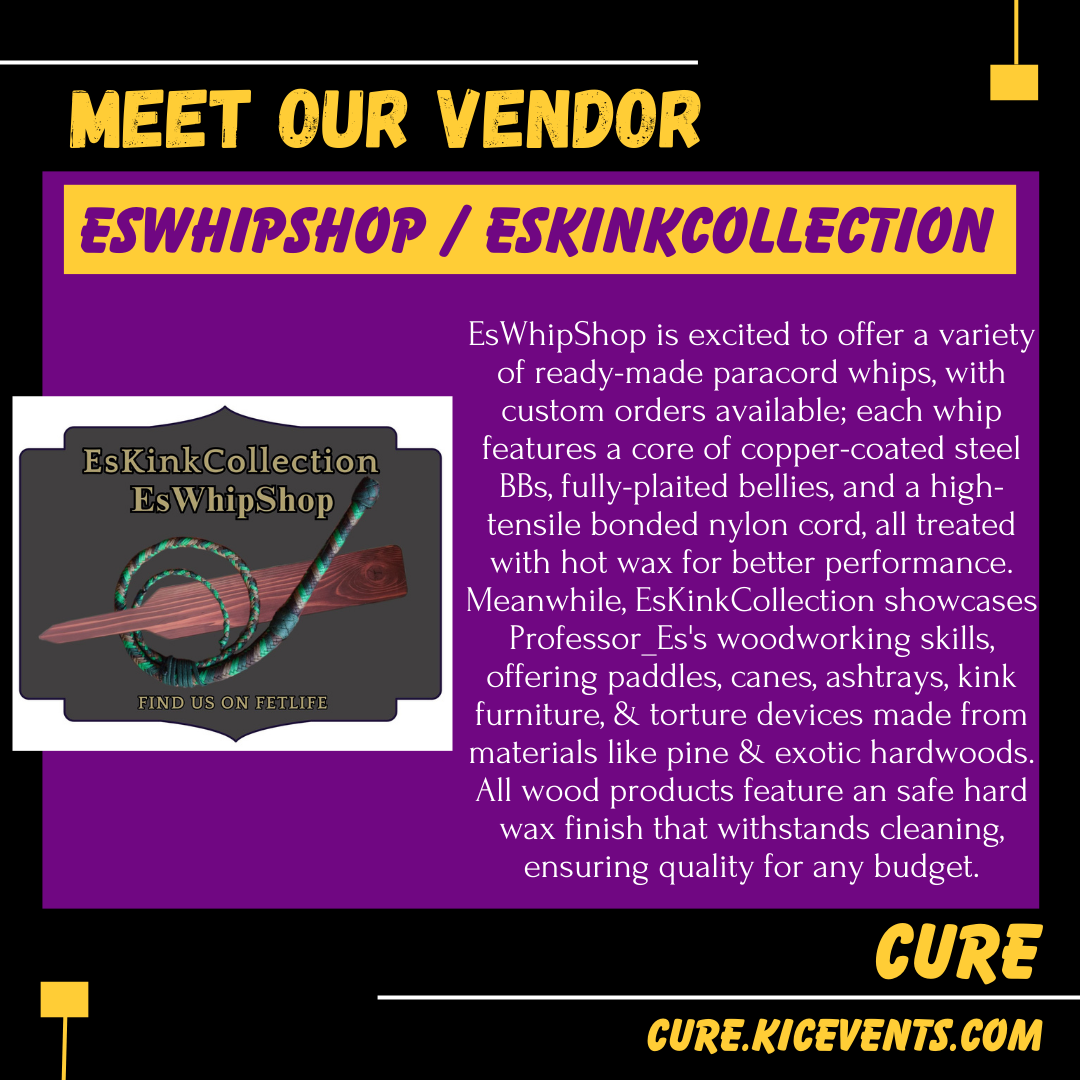 MEET OUR VENDOR
ESWHIPSHOP / ESKINKCOLLECTION
EsWhipShop is excited to offer a variety
of ready-made paracord whips, with
custom orders available; each whip
features a core of copper-coated steel
BBs, fully-plaited bellies, and a high-
tensile bonded nylon cord, all treated
with hot wax for better performance.
Meanwhile, EsKinkCollection showcases
Professor_Es's woodworking skills,
offering paddles, canes, ashtrays, kink
furniture, & torture devices made from
materials like pine & exotic hardwoods.
All wood products feature an safe hard
wax finish that withstands cleaning,
ensuring quality for any budget.
EsKinkCollection
EsWhipShop
FIND US ON FETLIFE
CURE
CURE.KICEVENTS.COM